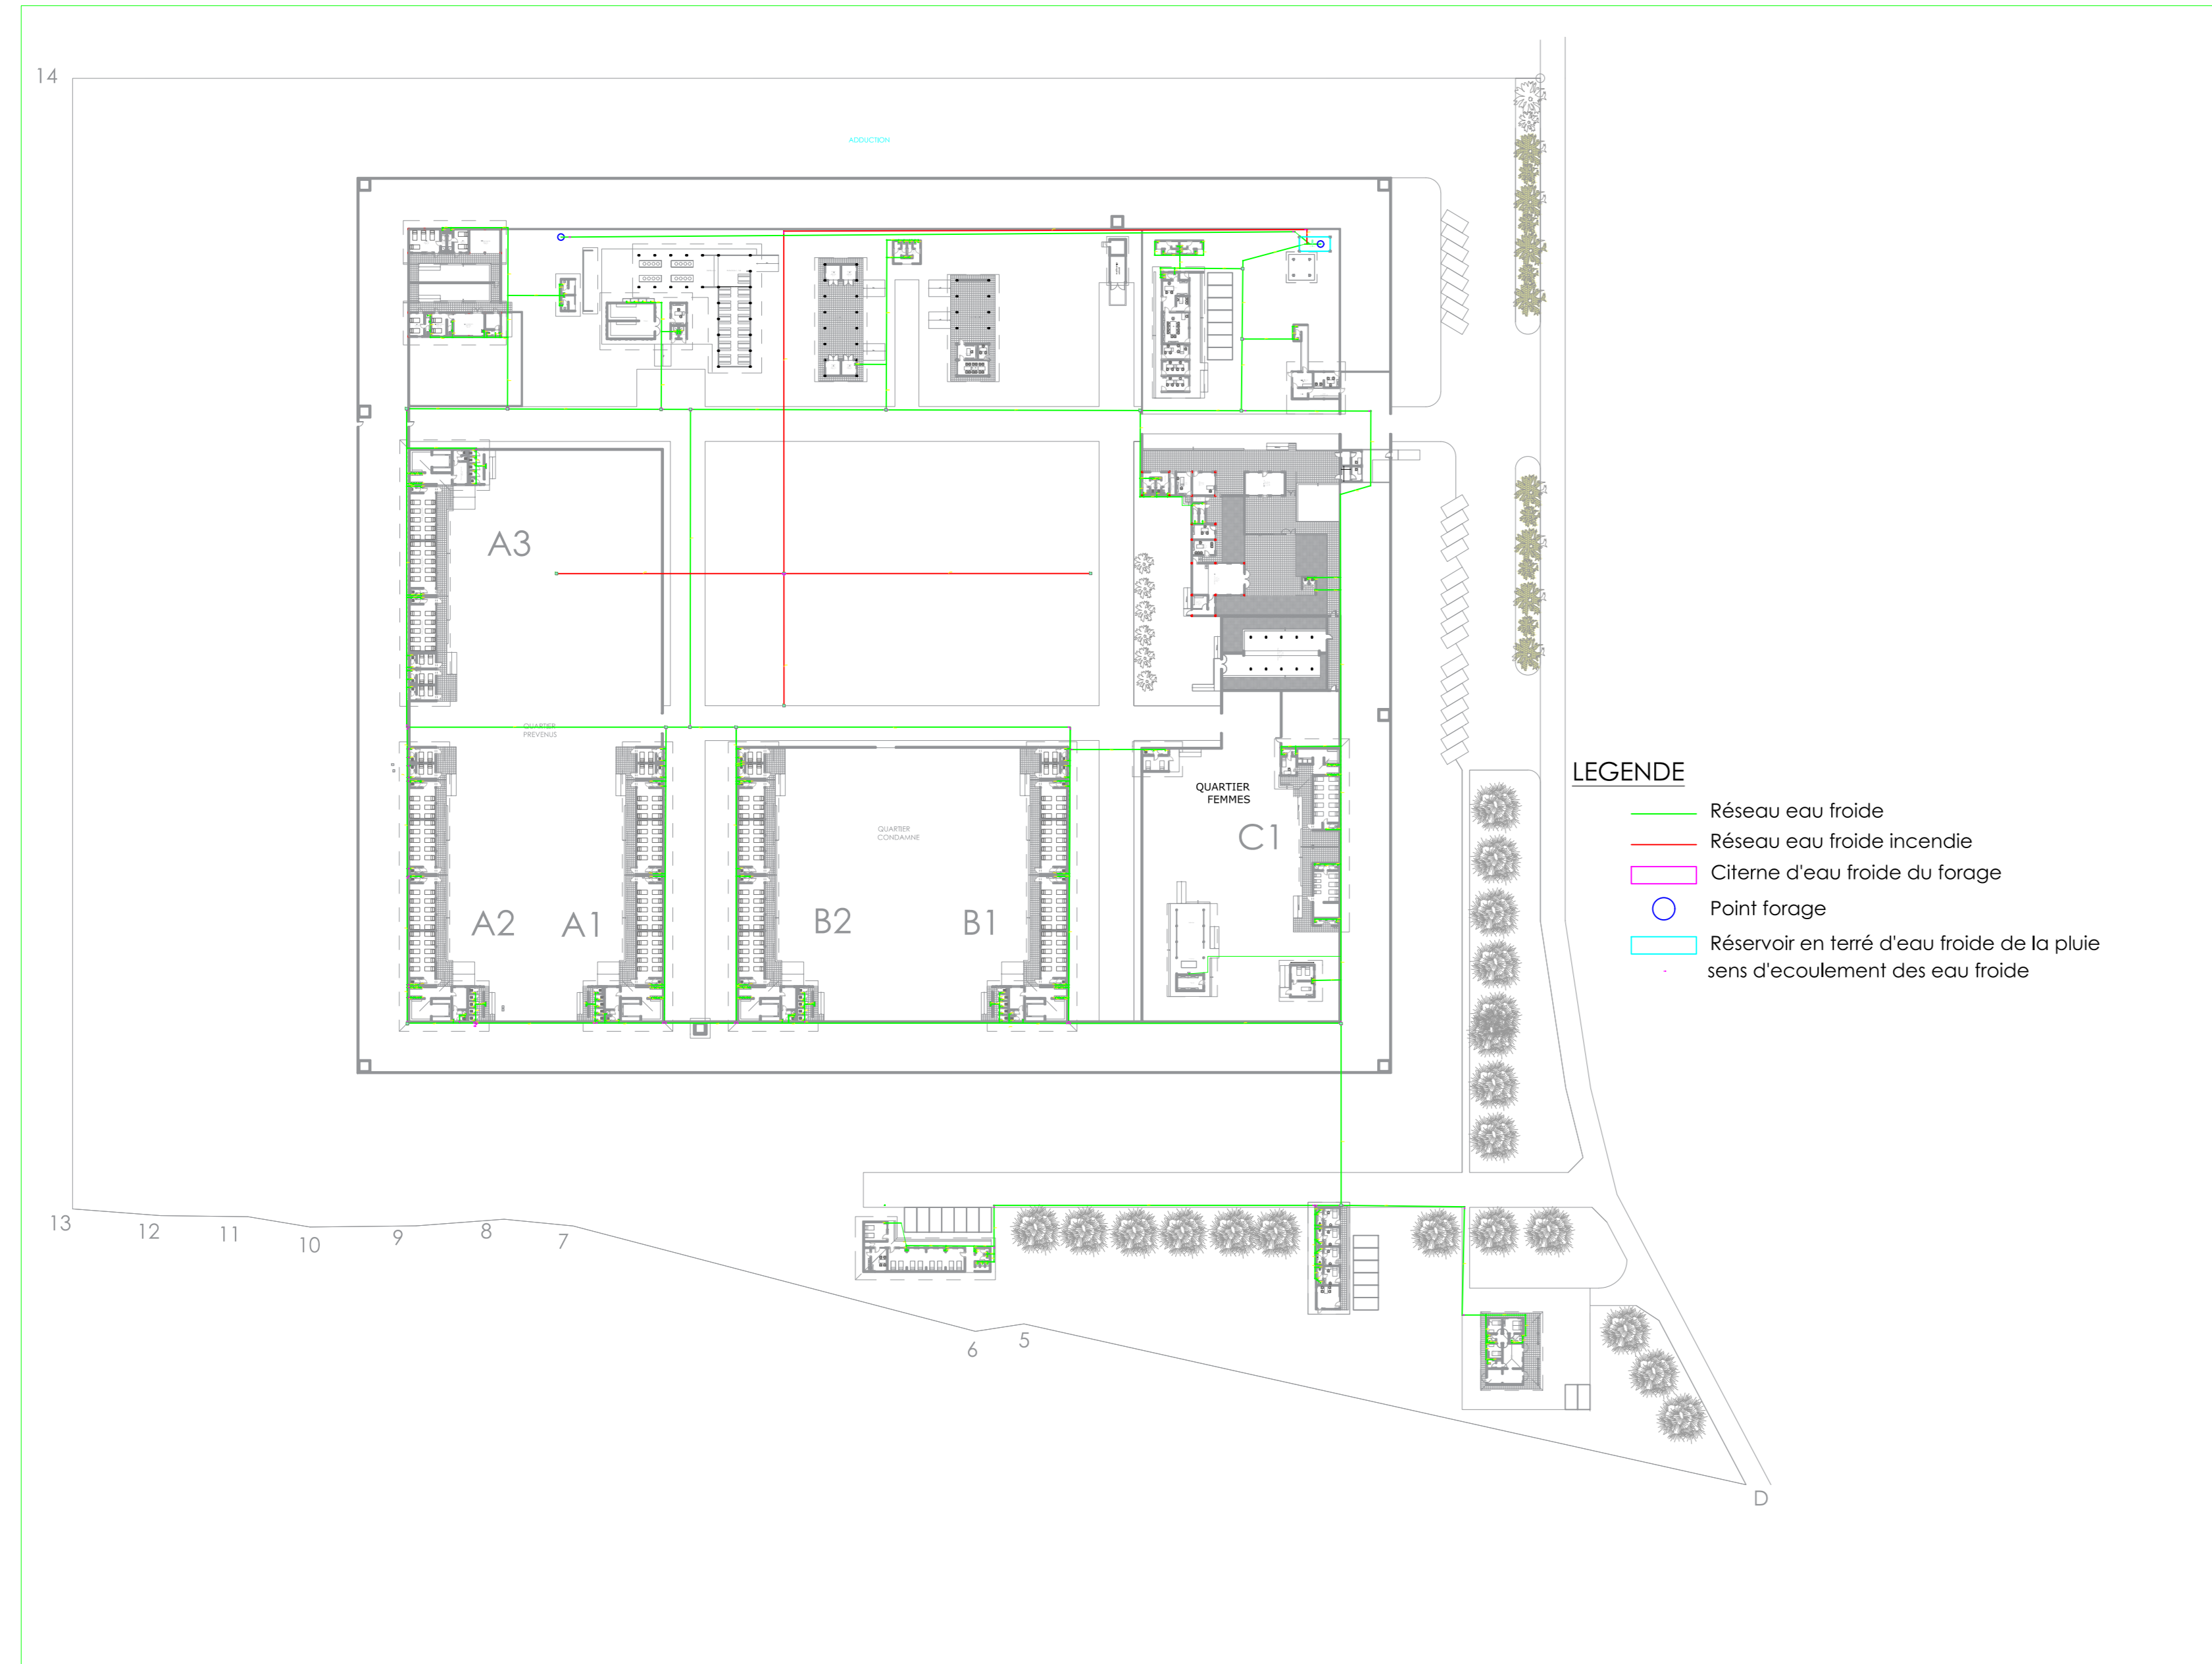 14
ADDUCTION
A3
QUARTIER
PREVENUS
QUARTIER
FEMMES
LEGENDE
Réseau eau froide
Réseau eau froide incendie
Citerne d'eau froide du forage
Point forage
Réservoir en terré d'eau froide de la pluie
sens d'ecoulement des eau froide
QUARTIER
CONDAMNE
C1
A2
A1
B2
B1
13
12
11
10
9
8
7
6
5
D